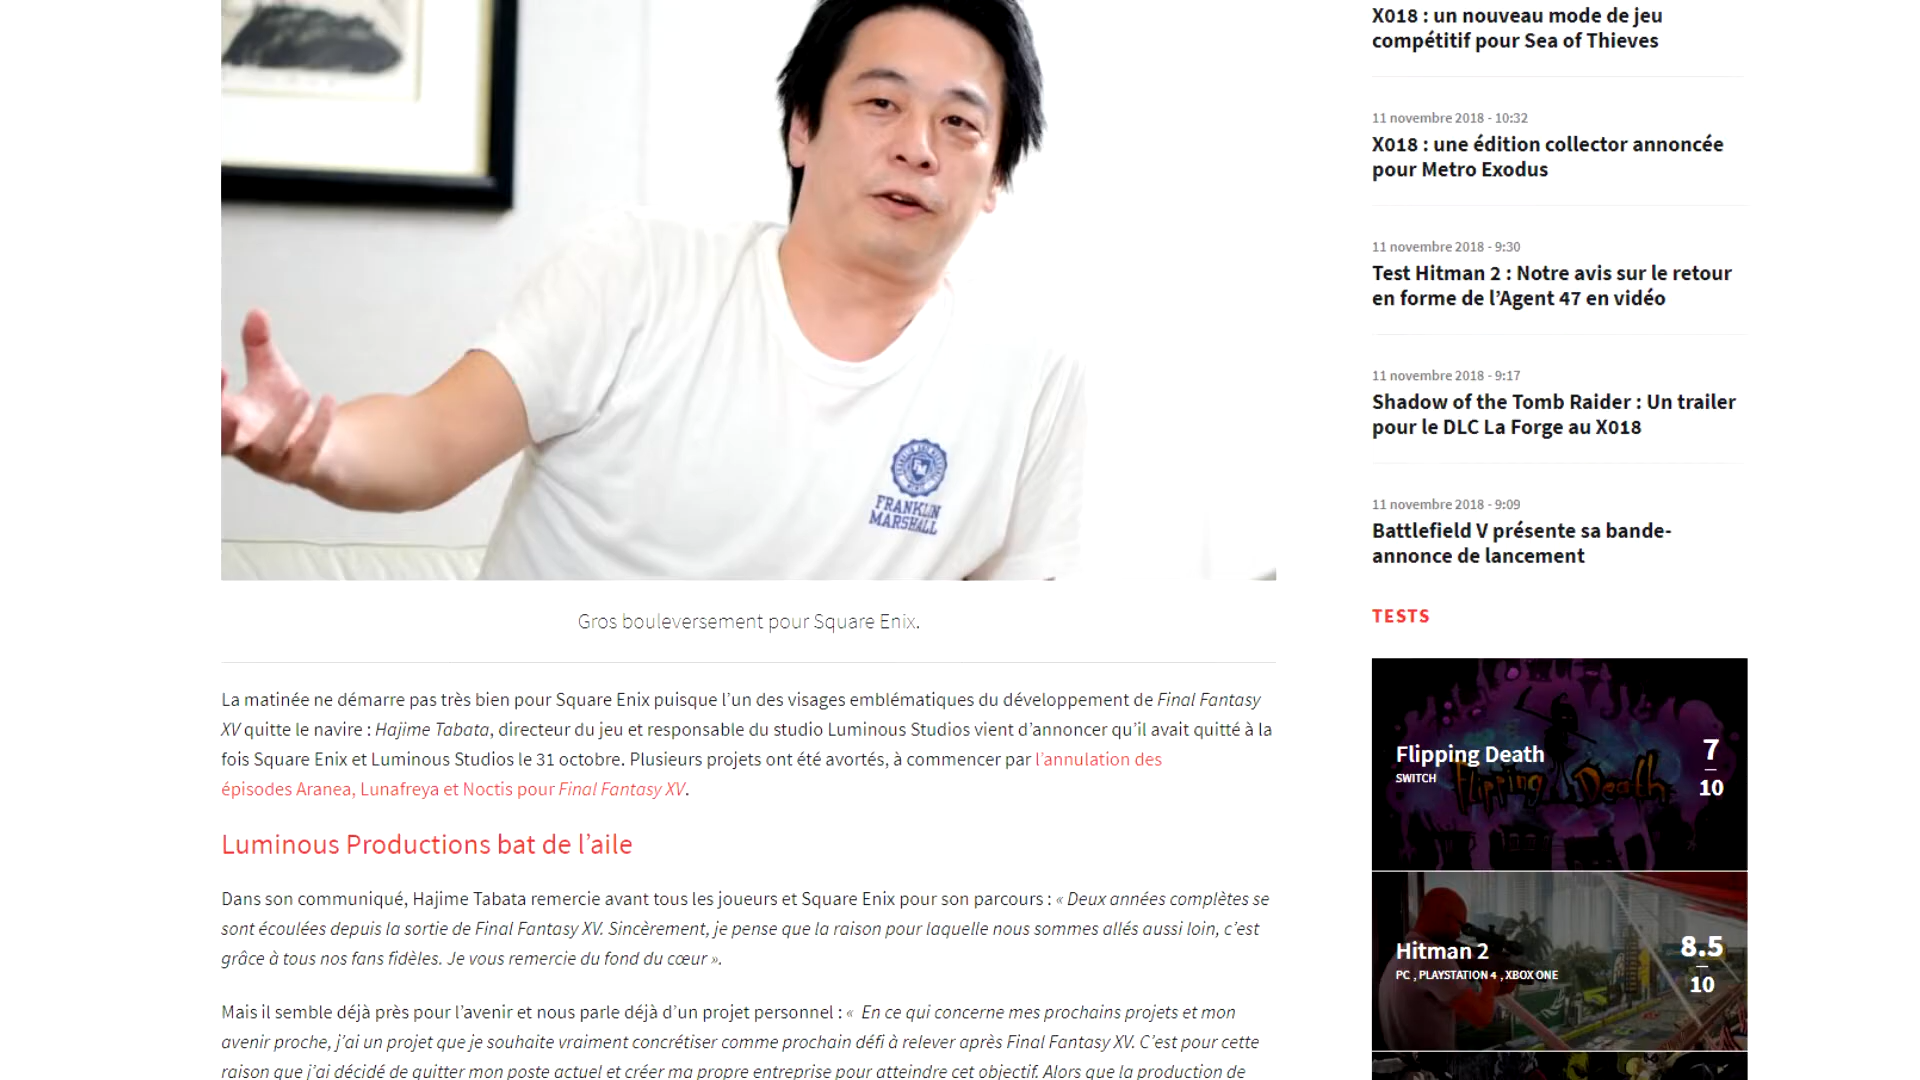 FRANKLIN
MARSHALL
Gros bouleversement pour Square Enix.
La matinée ne démarre pas très bien pour Square Enix puisque l’un des visages emblématiques du développement de Final Fantasy
XV quitte le navire : Hajime Tabata, directeur du jeu et responsable du studio Luminous Studios vient d’annoncer qu’il avait quitté à la
fois Square Enix et Luminous Studios le 31 octobre. Plusieurs projets ont été avortés, à commencer par l’annulation des
épisodes Aranea, Lunafreya et Noctis pour Final Fantasy XV.
Luminous Productions bat de l’aile
Dans son communiqué, Hajime Tabata remercie avant tous les joueurs et Square Enix pour son parcours : « Deux années complètes se
sont écoulées depuis la sortie de Final Fantasy XV. Sincèrement, je pense que la raison pour laquelle nous sommes allés aussi loin, c’est
grâce à tous nos fans fidèles. Je vous remercie du fond du cœur ».
Mais il semble déjà près pour l’avenir et nous parle déjà d’un projet personnel : « En ce qui concerne mes prochains projets et mon
avenir proche, j’ai un projet que je souhaite vraiment concrétiser comme prochain défi à relever après Final Fantasy XV. C’est pour cette
raison que j’ai décidé de quitter mon poste actuel et créer ma propre entreprise pour atteindre cet objectif. Alors que la production de
X018 : un nouveau mode de jeu
compétitif pour Sea of Thieves
11 novembre 2018 - 10:32
X018 : une édition collector annoncée
pour Metro Exodus
11 novembre 2018 - 9:30
Test Hitman 2 : Notre avis sur le retour
en forme de l’Agent 47 en vidéo
11 novembre 2018 - 9:17
Shadow of the Tomb Raider : Un trailer
pour le DLC La Forge au X018
11 novembre 2018 - 9:09
Battlefield V présente sa bande-
annonce de lancement
TESTS
Flipping Death
SWITCH
7
10
Flipping Death
Hitman 2
PC , PLAYSTATION 4 , XBOX ONE
8.5
10